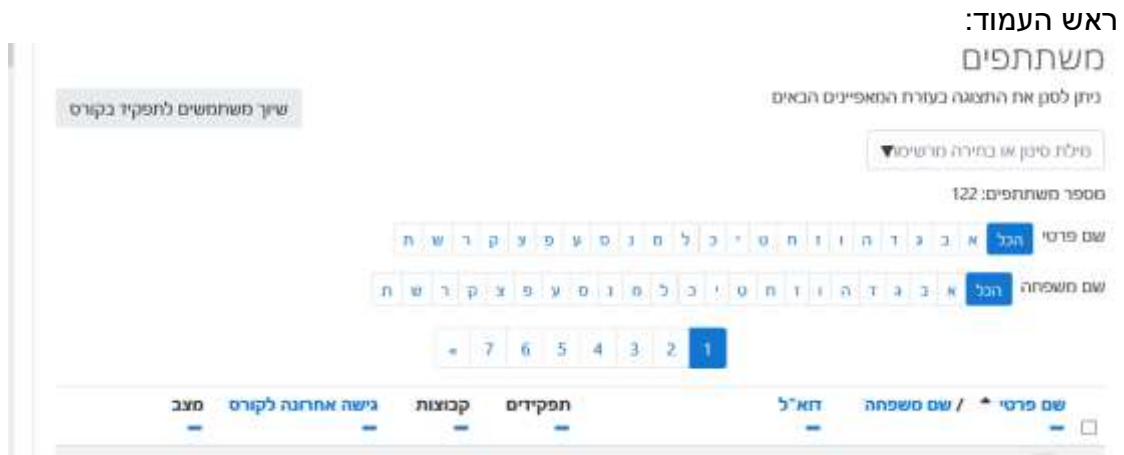 ראש העמוד:
משתתפים
ניתן לסנן את התצוגה בעזרת המאפיינים הבאים
שיוך משתמשים לתפקיד בקורס
מילת סינון או בחירה מרשימה▼
מספר משתתפים: 122
שם פרטי הכל א ב ג ד ה ו ז ח ט י כ ל מ נ ס ע פ צ ק ר ש ת
שם משפחה הכל א ב ג ד ה ו ז ח ט י כ ל מ נ ס ע פ צ ק ר ש ת
1 2 3 4 5 6 7 »
שם פרטי ▲ / שם משפחה דוא"ל תפקידים קבוצות גישה אחרונה לקורס מצב